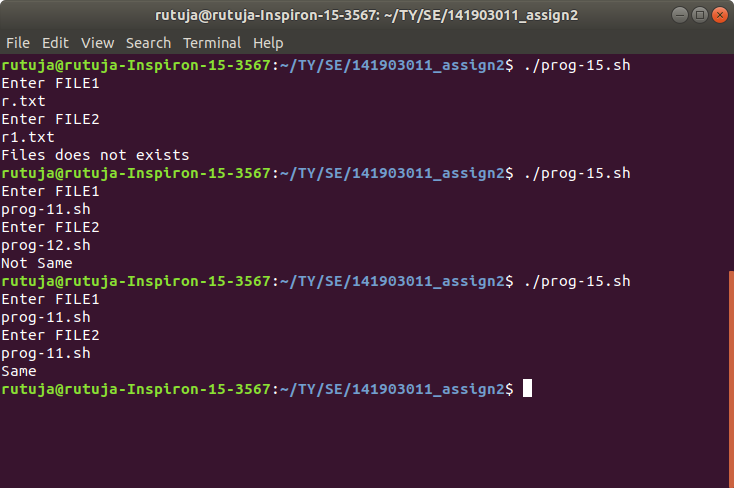 rutuja@rutuja-Inspiron-15-3567: ~/TY/SE/141903011_assign2
File Edit View Search Terminal Help
rutuja@rutuja-Inspiron-15-3567:~/TY/SE/141903011_assign2$ ./prog-15.sh
Enter FILE1
r.txt
Enter FILE2
r1.txt
Files does not exists
rutuja@rutuja-Inspiron-15-3567:~/TY/SE/141903011_assign2$ ./prog-15.sh
Enter FILE1
prog-11.sh
Enter FILE2
prog-12.sh
Not Same
rutuja@rutuja-Inspiron-15-3567:~/TY/SE/141903011_assign2$ ./prog-15.sh
Enter FILE1
prog-11.sh
Enter FILE2
prog-11.sh
Same
rutuja@rutuja-Inspiron-15-3567:~/TY/SE/141903011_assign2$